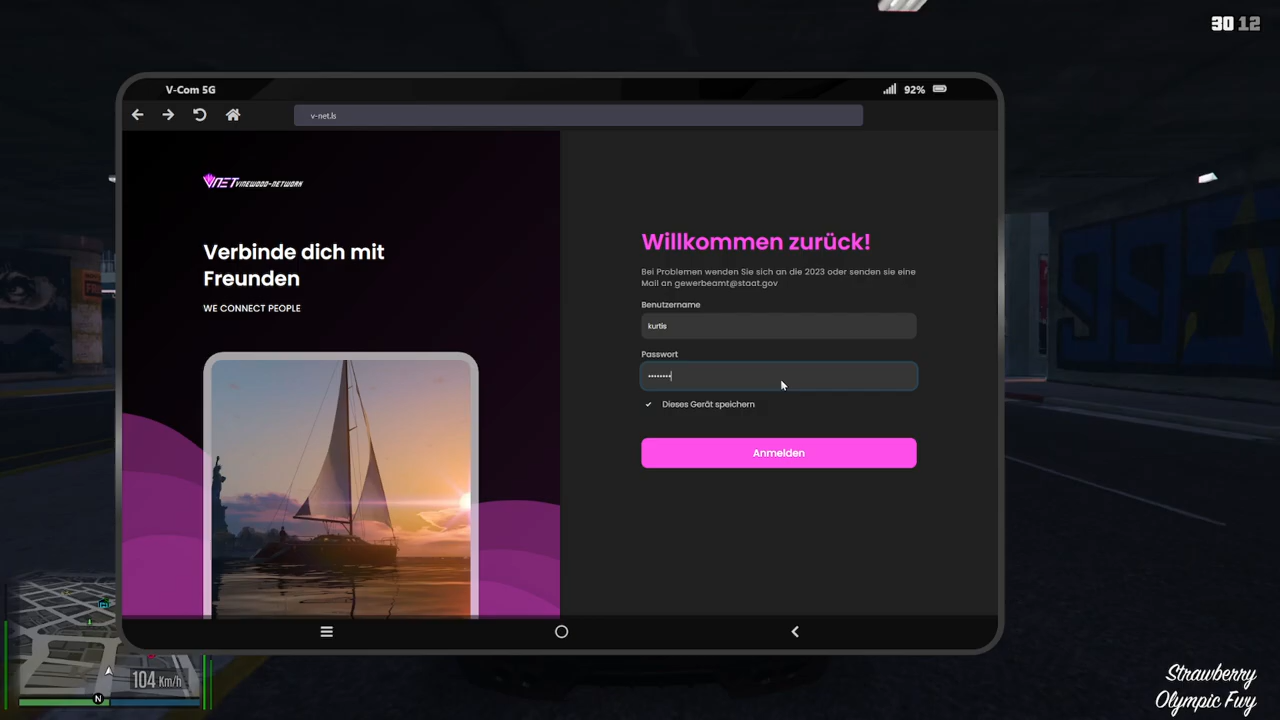 30 12
V-Com 5G
92%
v-net.ls
VNET VINEWOOD-NETWORK
Verbinde dich mit
Freunden
WE CONNECT PEOPLE
Willkommen zurück!
Bei Problemen wenden Sie sich an die 2023 oder senden sie eine
Mail an gewerbeamt@staat.gov
Benutzername
kurtis
Passwort
••••••••
Dieses Gerät speichern
Anmelden
104 Km/h
N
Strawberry
Olympic Fwy